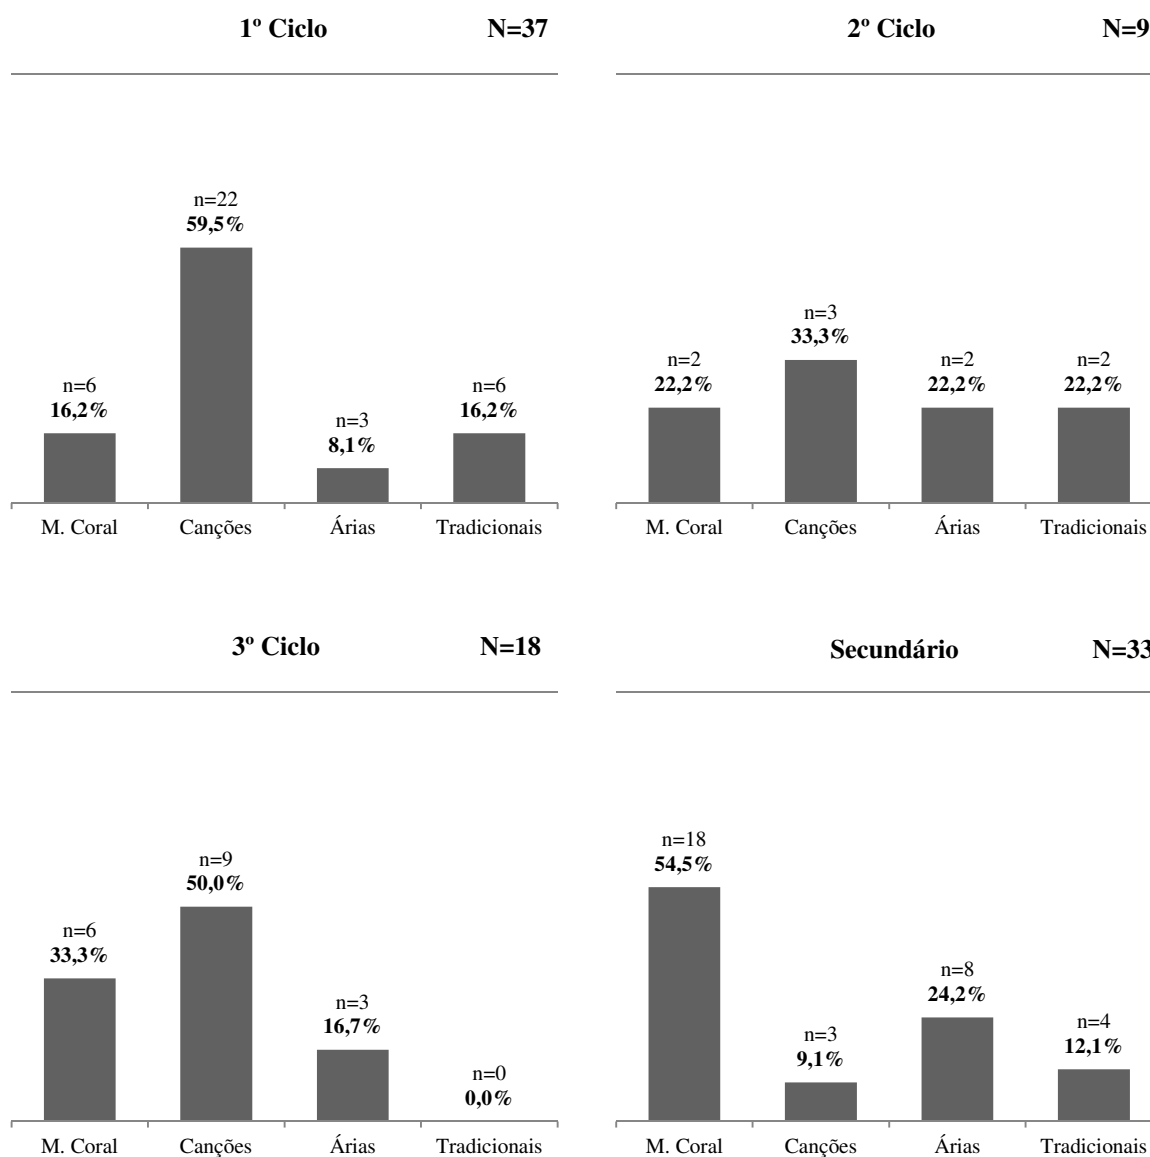 1º Ciclo N=37
n=22
59,5%
n=6
16,2%
n=3
8,1%
n=6
16,2%
M. Coral Canções Árias Tradicionais
2º Ciclo N=9
n=3
33,3%
n=2
22,2%
n=2
22,2%
n=2
22,2%
M. Coral Canções Árias Tradicionais
3º Ciclo N=18
n=9
50,0%
n=6
33,3%
n=3
16,7%
n=0
0,0%
M. Coral Canções Árias Tradicionais
Secundário N=33
n=18
54,5%
n=3
9,1%
n=8
24,2%
n=4
12,1%
M. Coral Canções Árias Tradicionais